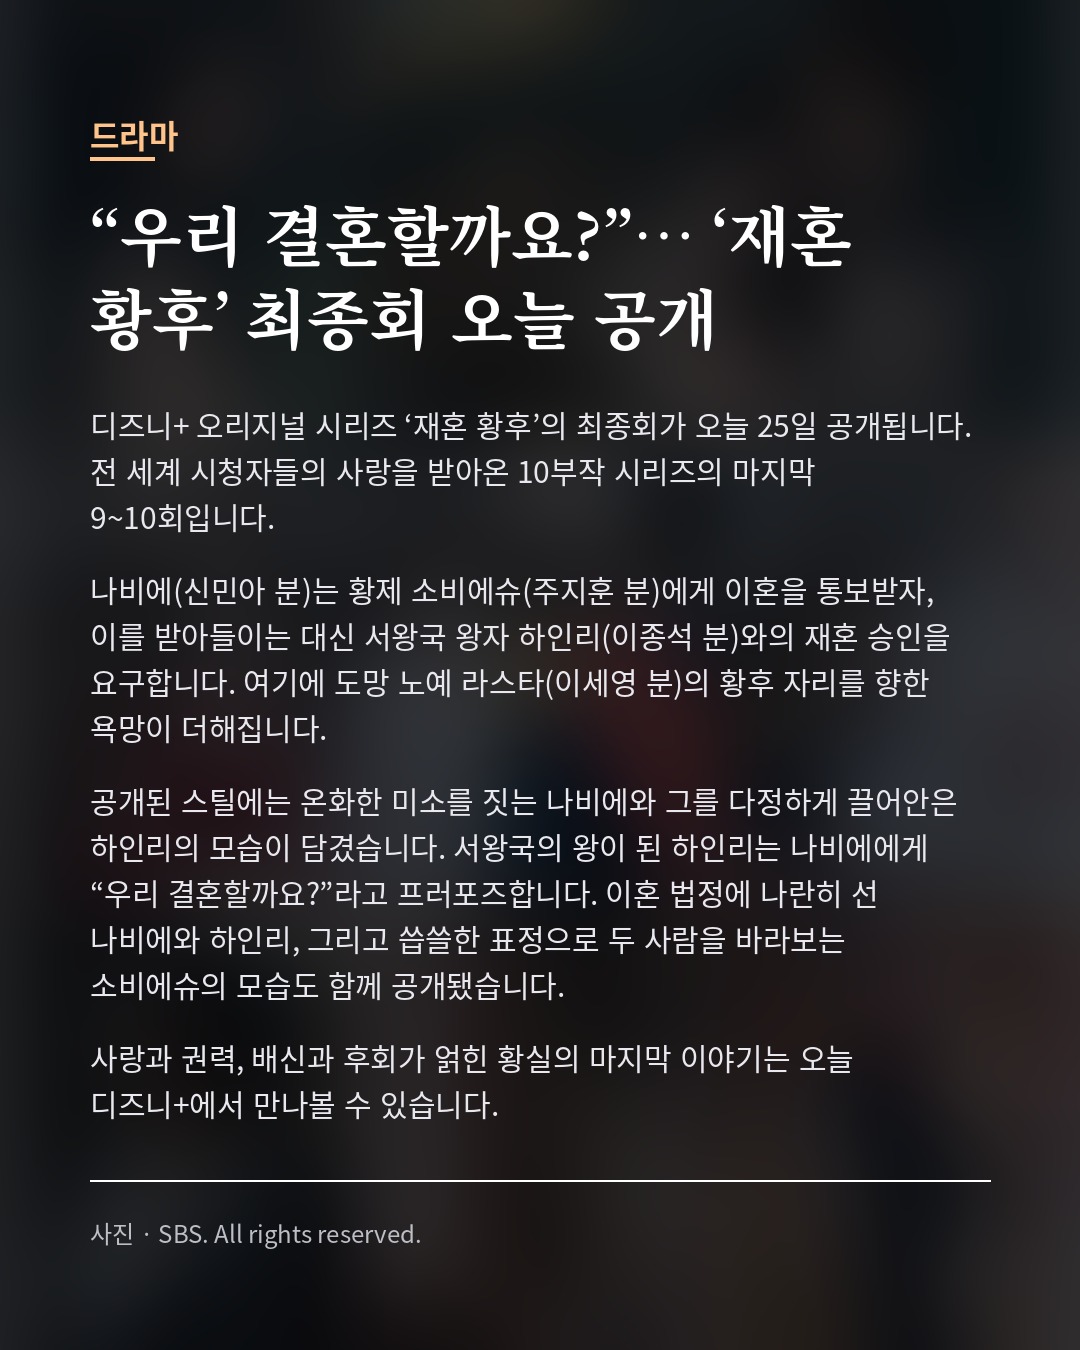 드라마
“우리 결혼할까요?”… ‘재혼
황후’ 최종회 오늘 공개
디즈니+ 오리지널 시리즈 ‘재혼 황후’의 최종회가 오늘 25일 공개됩니다.
전 세계 시청자들의 사랑을 받아온 10부작 시리즈의 마지막
9~10회입니다.
나비에(신민아 분)는 황제 소비에슈(주지훈 분)에게 이혼을 통보받자,
이를 받아들이는 대신 서왕국 왕자 하인리(이종석 분)와의 재혼 승인을
요구합니다. 여기에 도망 노예 라스타(이세영 분)의 황후 자리를 향한
욕망이 더해집니다.
공개된 스틸에는 온화한 미소를 짓는 나비에와 그를 다정하게 끌어안은
하인리의 모습이 담겼습니다. 서왕국의 왕이 된 하인리는 나비에에게
“우리 결혼할까요?”라고 프러포즈합니다. 이혼 법정에 나란히 선
나비에와 하인리, 그리고 씁쓸한 표정으로 두 사람을 바라보는
소비에슈의 모습도 함께 공개됐습니다.
사랑과 권력, 배신과 후회가 얽힌 황실의 마지막 이야기는 오늘
디즈니+에서 만나볼 수 있습니다.
사진 · SBS. All rights reserved.